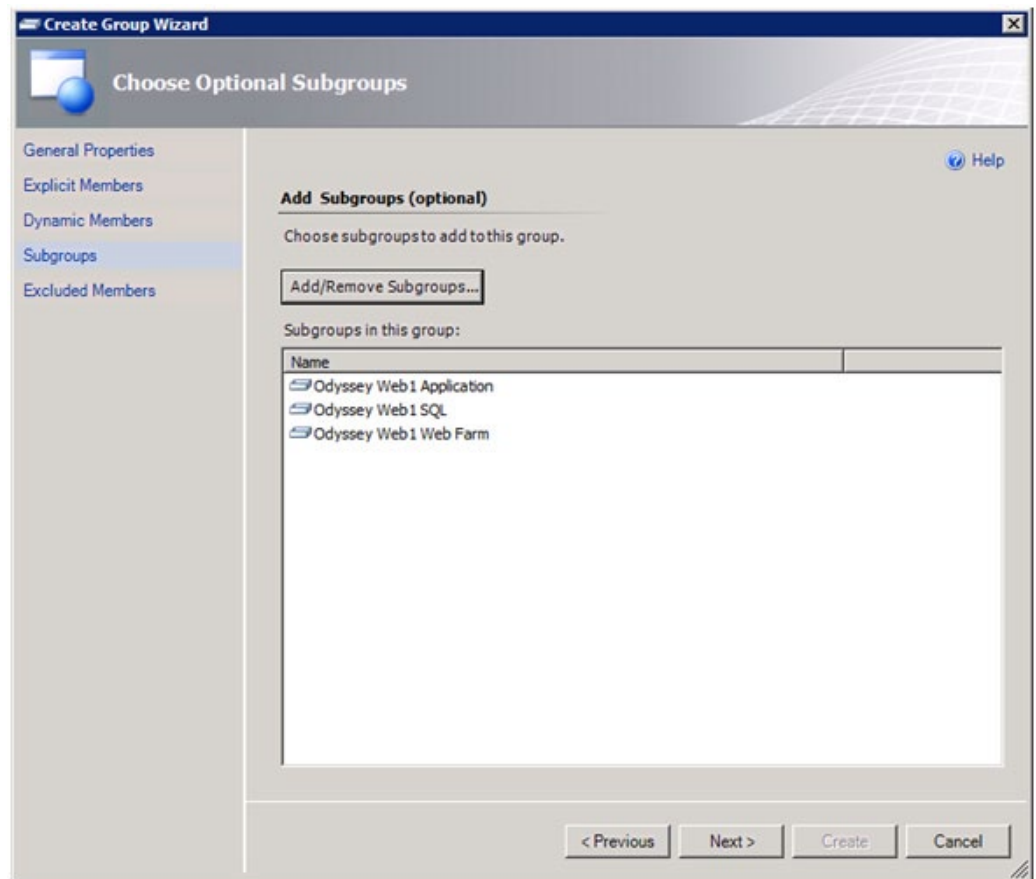 Create Group Wizard
Choose Optional Subgroups
General Properties
Explicit Members
Dynamic Members
Subgroups
Excluded Members
Help
Add Subgroups (optional)
Choose subgroups to add to this group.
Add/Remove Subgroups...
Subgroups in this group:
Name
Odyssey Web1 Application
Odyssey Web1 SQL
Odyssey Web1 Web Farm
< Previous
Next >
Create
Cancel